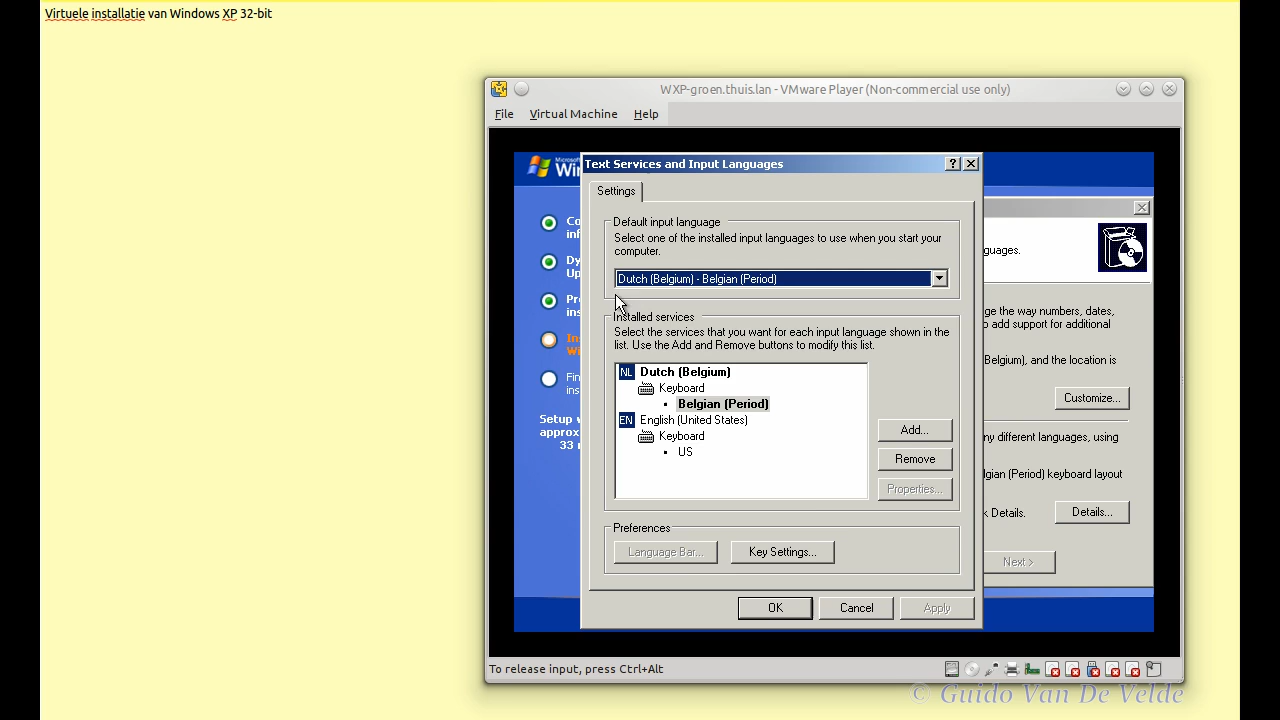 Virtuele installatie van Windows XP 32-bit
WXP-groen.thuis.lan - VMware Player (Non-commercial use only)
File Virtual Machine Help
Microsoft
Text Services and Input Languages
Settings
Default input language
Select one of the installed input languages to use when you start your
computer.
Dutch (Belgium) - Belgian (Period)
Installed services
Select the services that you want for each input language shown in the
list. Use the Add and Remove buttons to modify this list.
NL Dutch (Belgium)
Keyboard
Belgian (Period)
EN English (United States)
Keyboard
US
Add...
Remove
Properties...
Preferences
Language Bar...
Key Settings...
OK
Cancel
Apply
guages.
ge the way numbers, dates,
o add support for additional
Belgium), and the location is
Customize...
ny different languages, using
lgian (Period) keyboard layout
k Details.
Details...
Next >
Setup w
approx
33 m
To release input, press Ctrl+Alt
© Guido Van De Velde